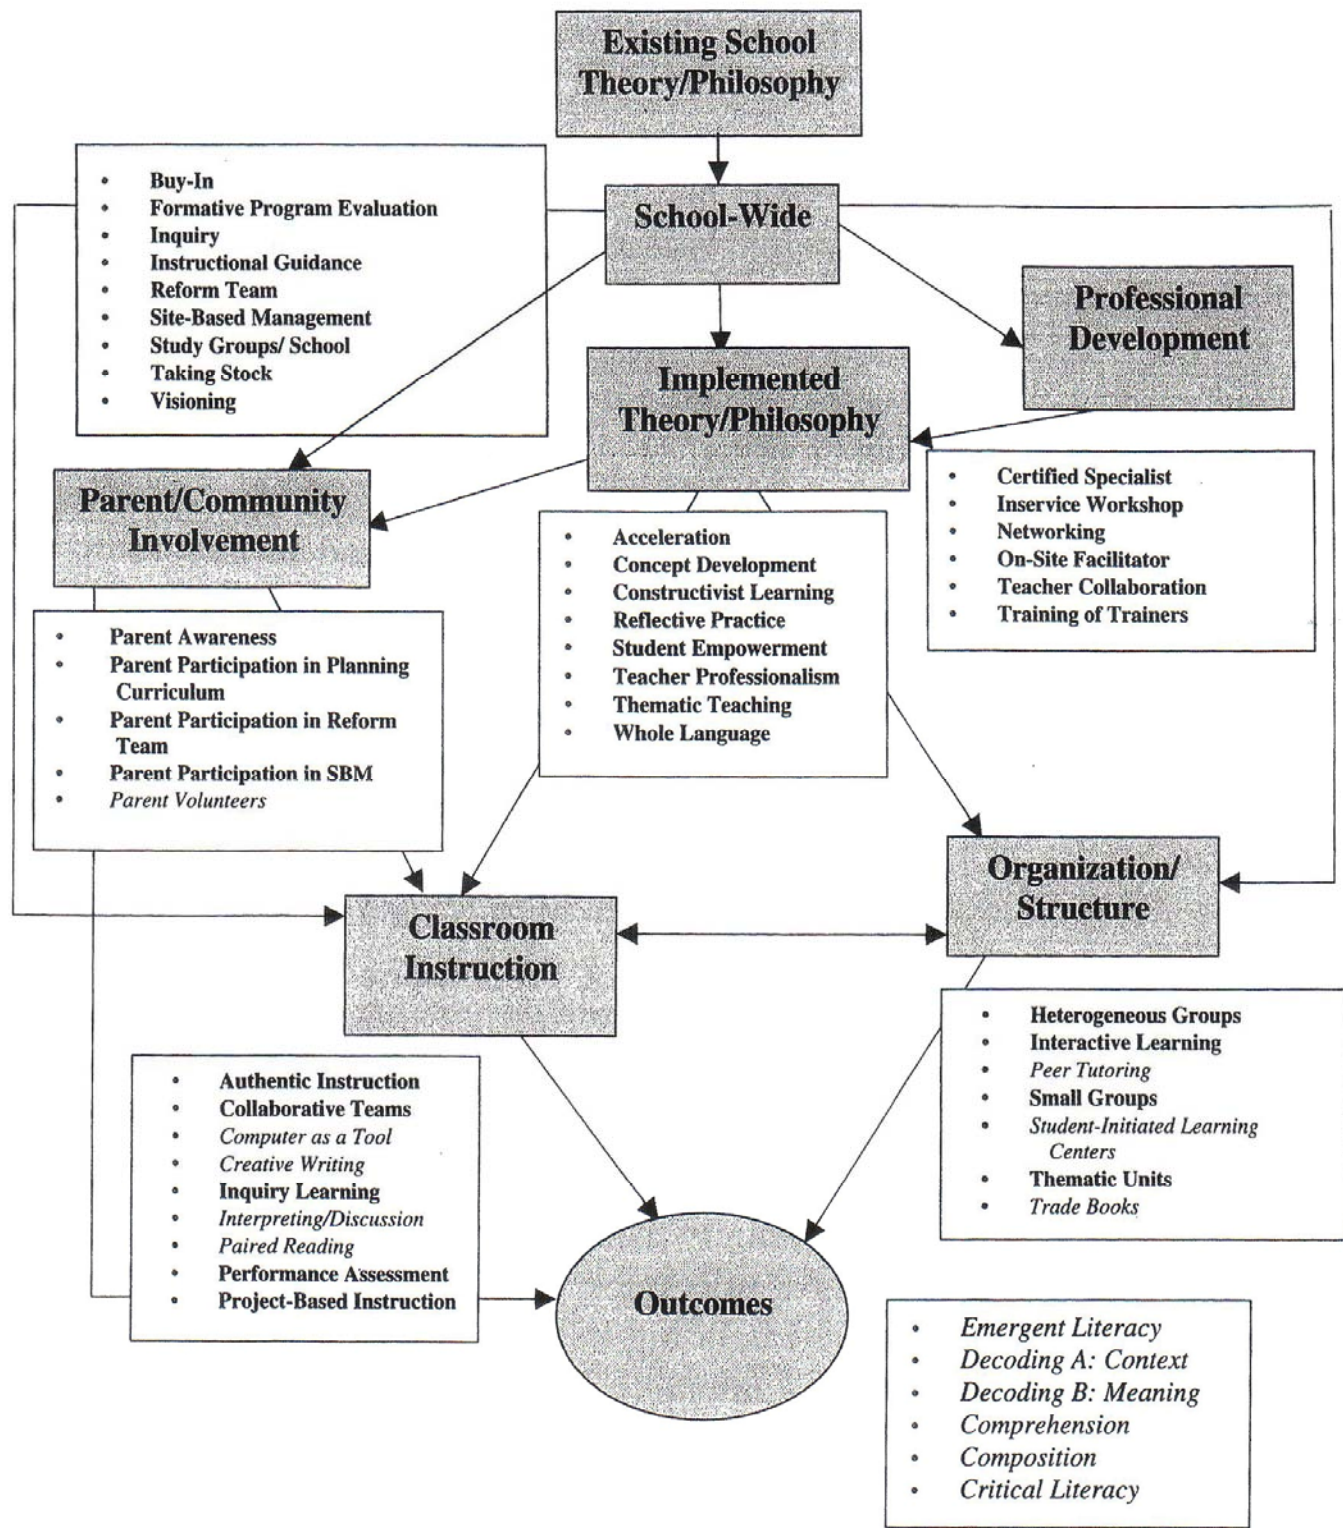 Existing School
Theory/Philosophy
School-Wide
• Buy-In
• Formative Program Evaluation
• Inquiry
• Instructional Guidance
• Reform Team
• Site-Based Management
• Study Groups/ School
• Taking Stock
• Visioning
Professional
Development
Implemented
Theory/Philosophy
• Certified Specialist
• Inservice Workshop
• Networking
• On-Site Facilitator
• Teacher Collaboration
• Training of Trainers
Parent/Community
Involvement
• Acceleration
• Concept Development
• Constructivist Learning
• Reflective Practice
• Student Empowerment
• Teacher Professionalism
• Thematic Teaching
• Whole Language
• Parent Awareness
• Parent Participation in Planning
Curriculum
• Parent Participation in Reform
Team
• Parent Participation in SBM
• Parent Volunteers
Classroom
Instruction
Organization/
Structure
• Heterogeneous Groups
• Interactive Learning
• Peer Tutoring
• Small Groups
• Student-Initiated Learning
Centers
• Thematic Units
• Trade Books
• Authentic Instruction
• Collaborative Teams
• Computer as a Tool
• Creative Writing
• Inquiry Learning
• Interpreting/Discussion
• Paired Reading
• Performance Assessment
• Project-Based Instruction
Outcomes
• Emergent Literacy
• Decoding A: Context
• Decoding B: Meaning
• Comprehension
• Composition
• Critical Literacy